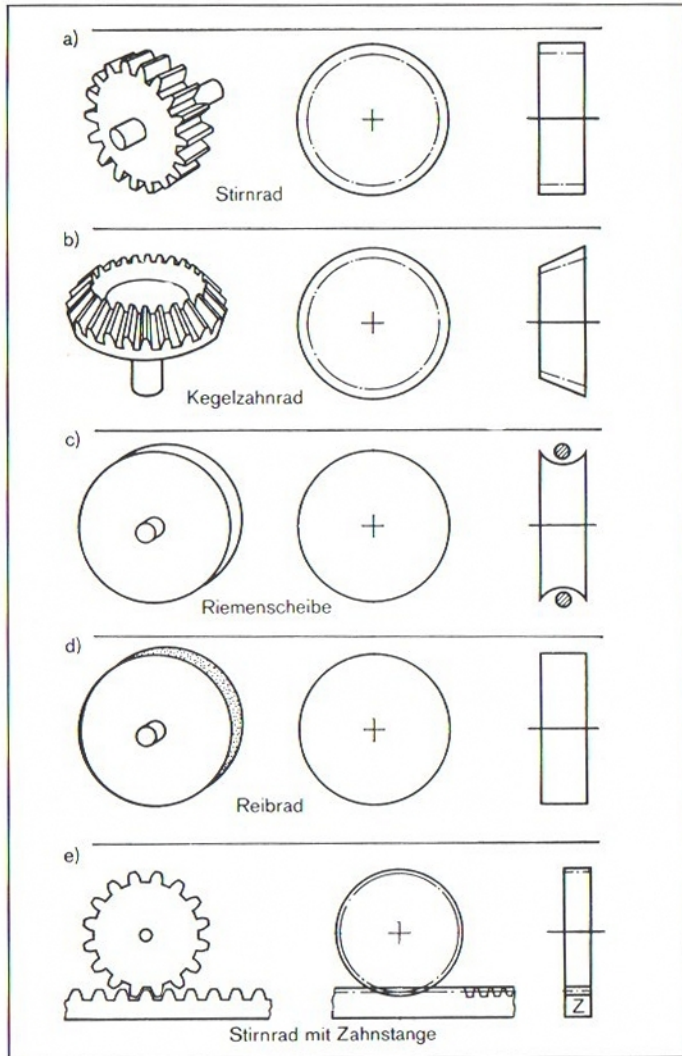 a)
Stirnrad
b)
Kegelzahnrad
c)
Riemenscheibe
d)
Reibrad
e)
Z
Stirnrad mit Zahnstange